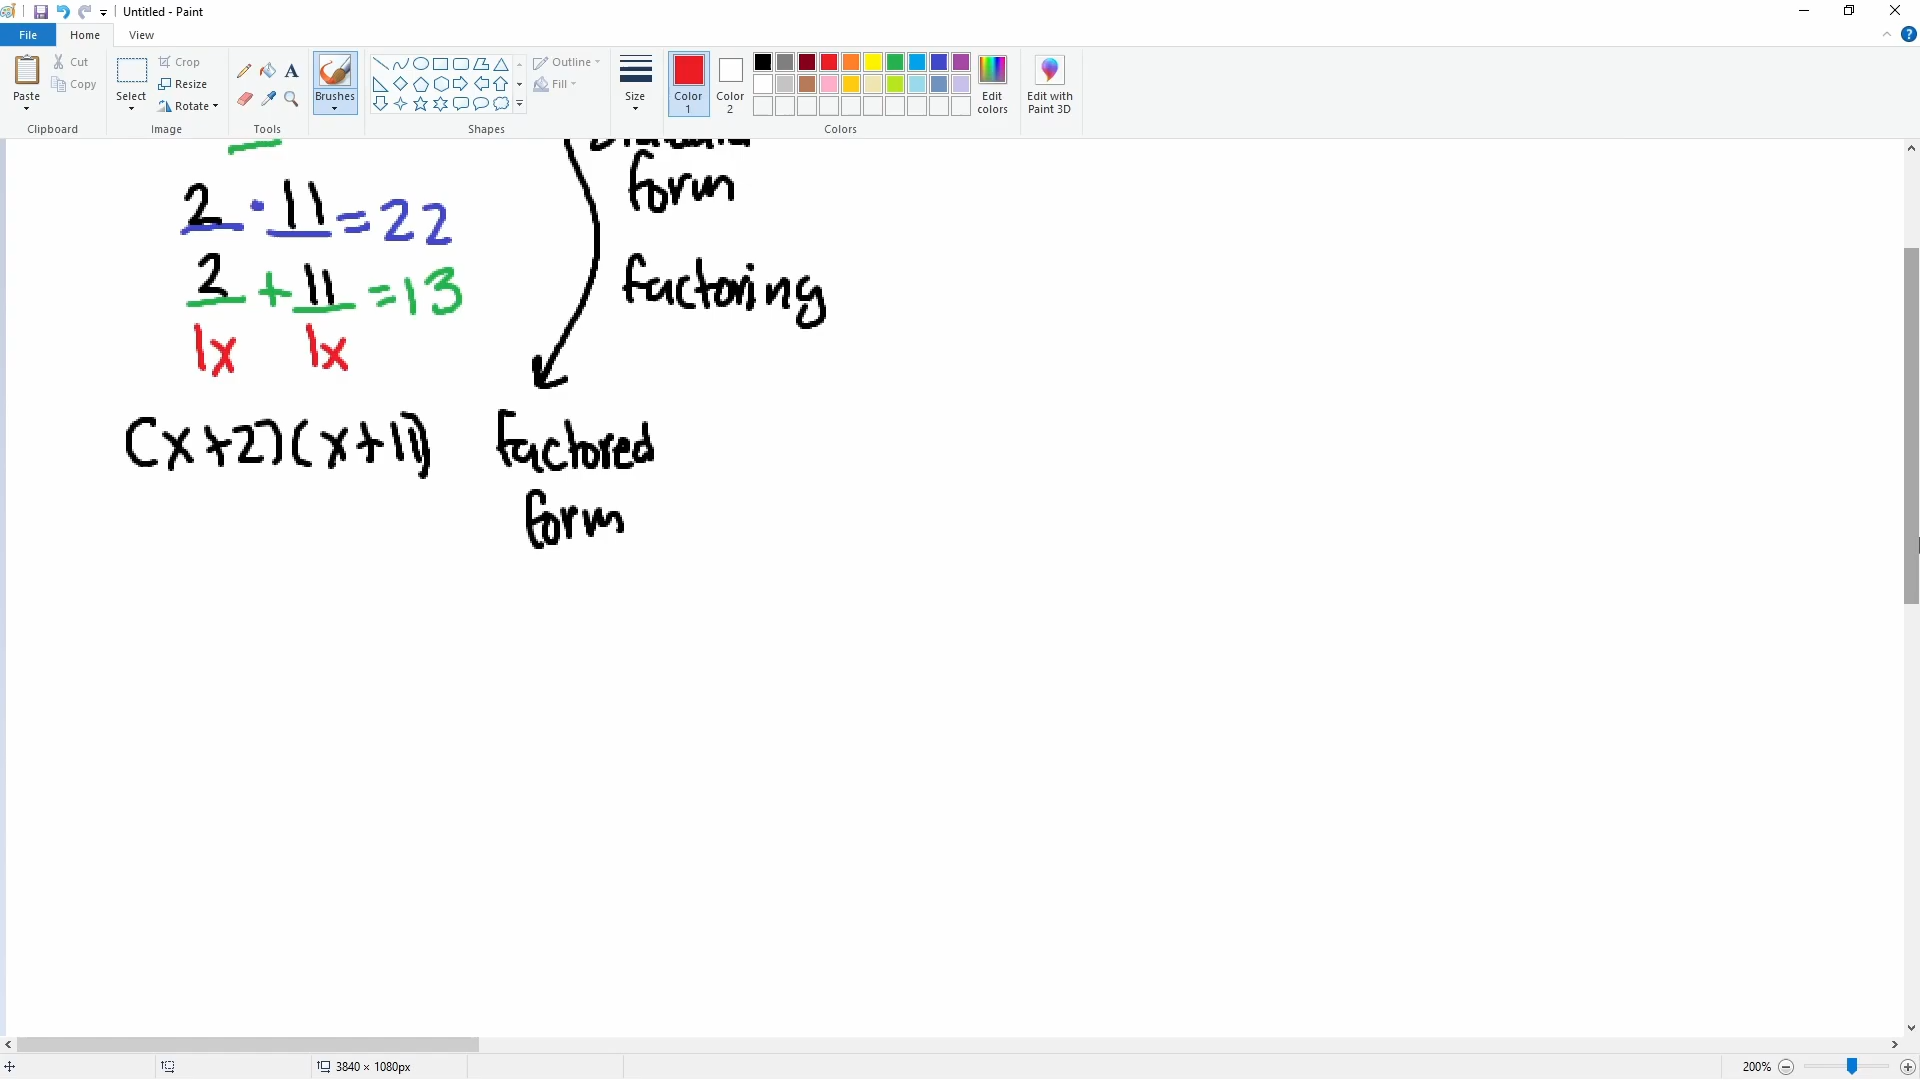 Untitled - Paint
File Home View
Paste
Cut
Copy
Clipboard
Select
Crop
Resize
Rotate
Image
Tools
Brushes
Shapes
Outline
Fill
Size
Color 1
Color 2
Colors
Edit colors
Edit with Paint 3D
form
2 · 11 = 22
factoring
2 + 11 = 13
1x 1x
(x+2)(x+11) factored
form
3840 × 1080px
200%